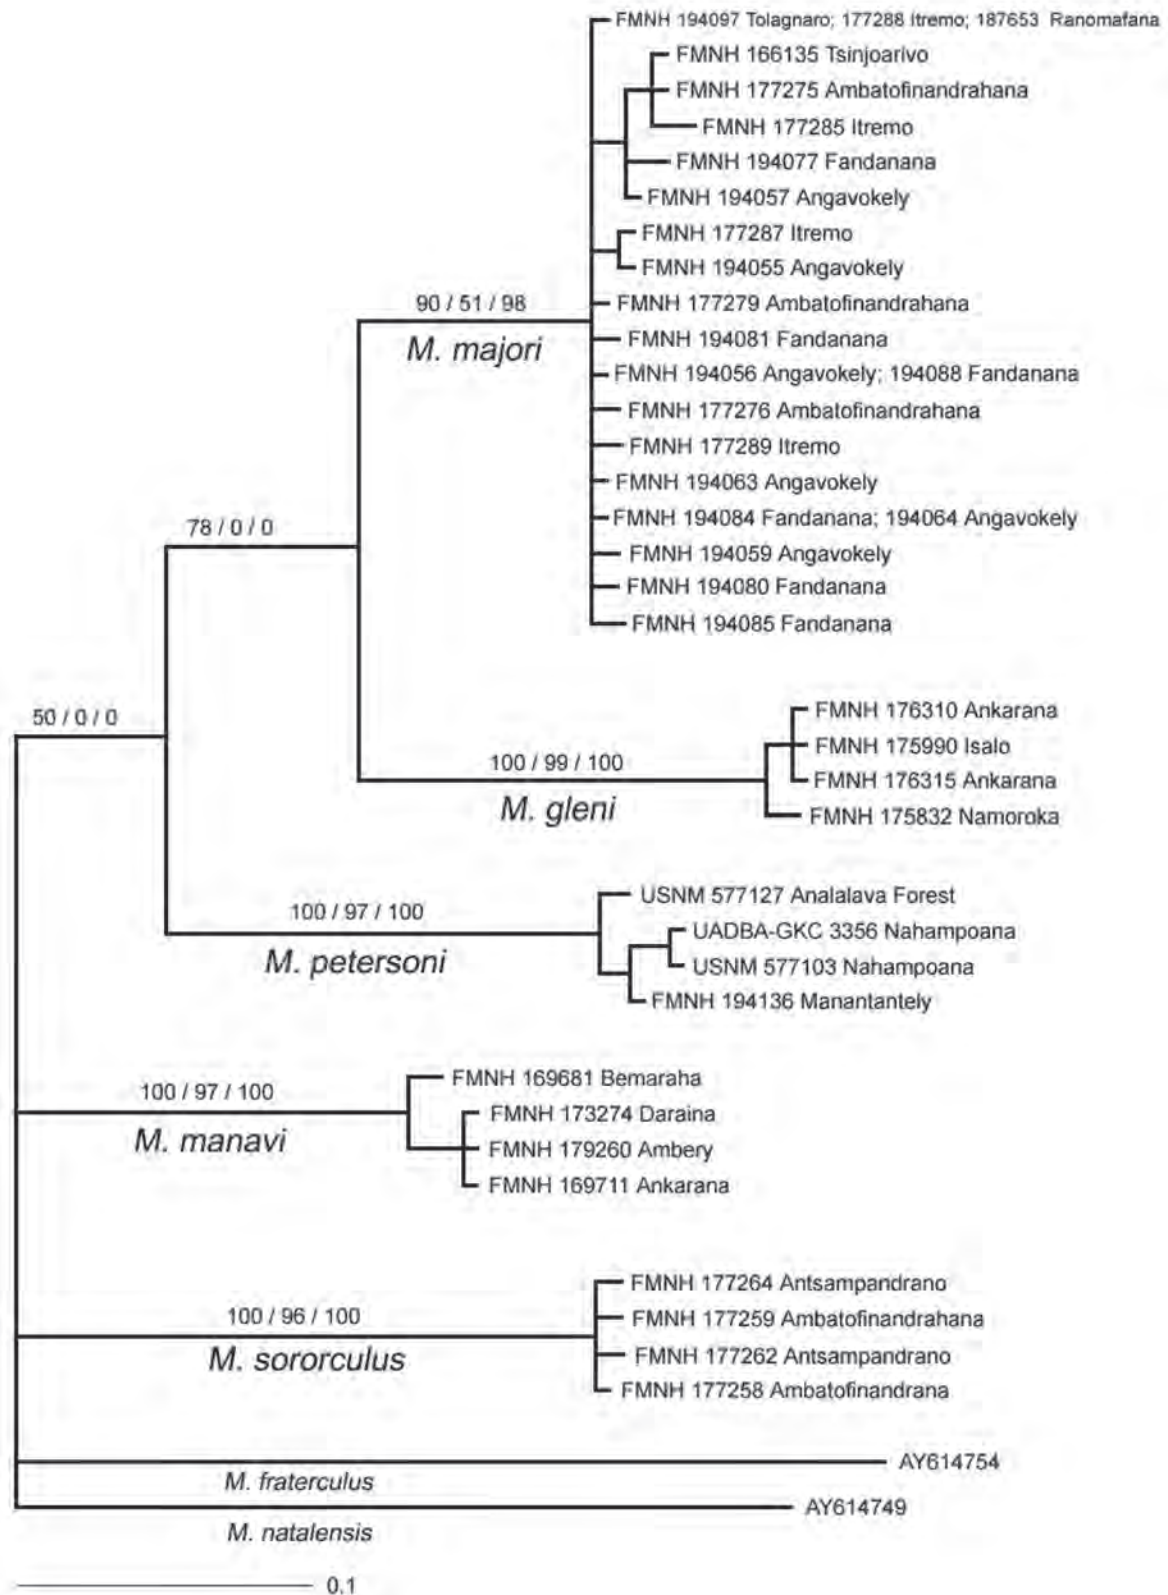 FMNH 194097 Tolagnaro; 177288 Itremo; 187653 Ranomafana
FMNH 166135 Tsinjoarivo
FMNH 177275 Ambatofinandrahana
FMNH 177285 Itremo
FMNH 194077 Fandanana
FMNH 194057 Angavokely
FMNH 177287 Itremo
FMNH 194055 Angavokely
90 / 51 / 98
FMNH 177279 Ambatofinandrahana
M. majori
FMNH 194081 Fandanana
FMNH 194056 Angavokely; 194088 Fandanana
FMNH 177276 Ambatofinandrahana
FMNH 177289 Itremo
FMNH 194063 Angavokely
FMNH 194084 Fandanana; 194064 Angavokely
78 / 0 / 0
FMNH 194059 Angavokely
FMNH 194080 Fandanana
FMNH 194085 Fandanana
50 / 0 / 0
FMNH 176310 Ankarana
FMNH 175990 Isalo
100 / 99 / 100
FMNH 176315 Ankarana
M. gleni
FMNH 175832 Namoroka
USNM 577127 Analalava Forest
100 / 97 / 100
UADBA-GKC 3356 Nahampoana
M. petersoni
USNM 577103 Nahampoana
FMNH 194136 Manantantely
FMNH 169681 Bemaraha
100 / 97 / 100
FMNH 173274 Daraina
M. manavi
FMNH 179260 Ambery
FMNH 169711 Ankarana
FMNH 177264 Antsampandrano
100 / 96 / 100
FMNH 177259 Ambatofinandrahana
M. sororculus
FMNH 177262 Antsampandrano
FMNH 177258 Ambatofinandrana
AY614754
M. fraterculus
AY614749
M. natalensis
0.1